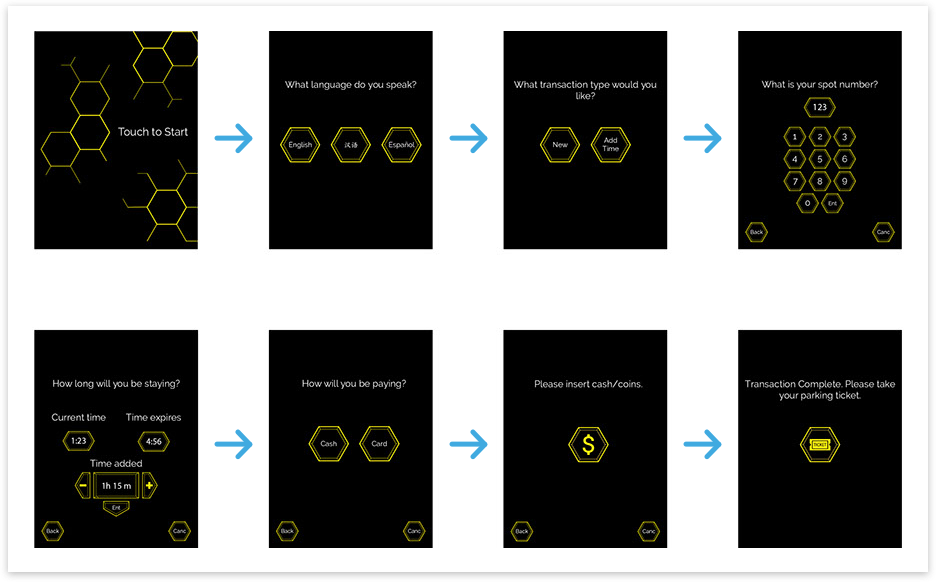 Touch to Start
What language do you speak?
English
汉语
Español
What transaction type would you
like?
New
Add
Time
What is your spot number?
123
1 2 3
4 5 6
7 8 9
0 Ent
Back Canc
How long will you be staying?
Current time Time expires
1:23 4:56
Time added
- 1h 15 m +
Ent
Back Canc
How will you be paying?
Cash Card
Back Canc
Please insert cash/coins.
$
Back Canc
Transaction Complete. Please take
your parking ticket.
TICKET